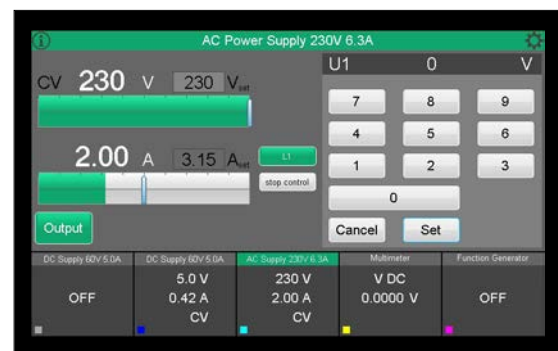 AC Power Supply 230V 6.3A
CV 230 V 230 Vset
2.00 A 3.15 Aset
L1
stop control
Output
U1 0 V
7 8 9
4 5 6
1 2 3
0
Cancel Set
DC Supply 60V 5.0A
OFF
DC Supply 60V 5.0A
5.0 V
0.42 A
CV
AC Supply 230V 6.3A
230 V
2.00 A
CV
Multimeter
V DC
0.0000 V
Function Generator
OFF